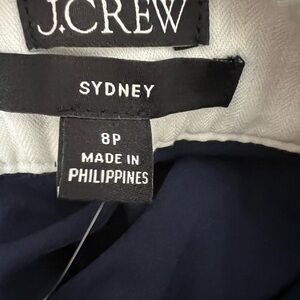 J.CREW
SYDNEY
8P
MADE IN
PHILIPPINES